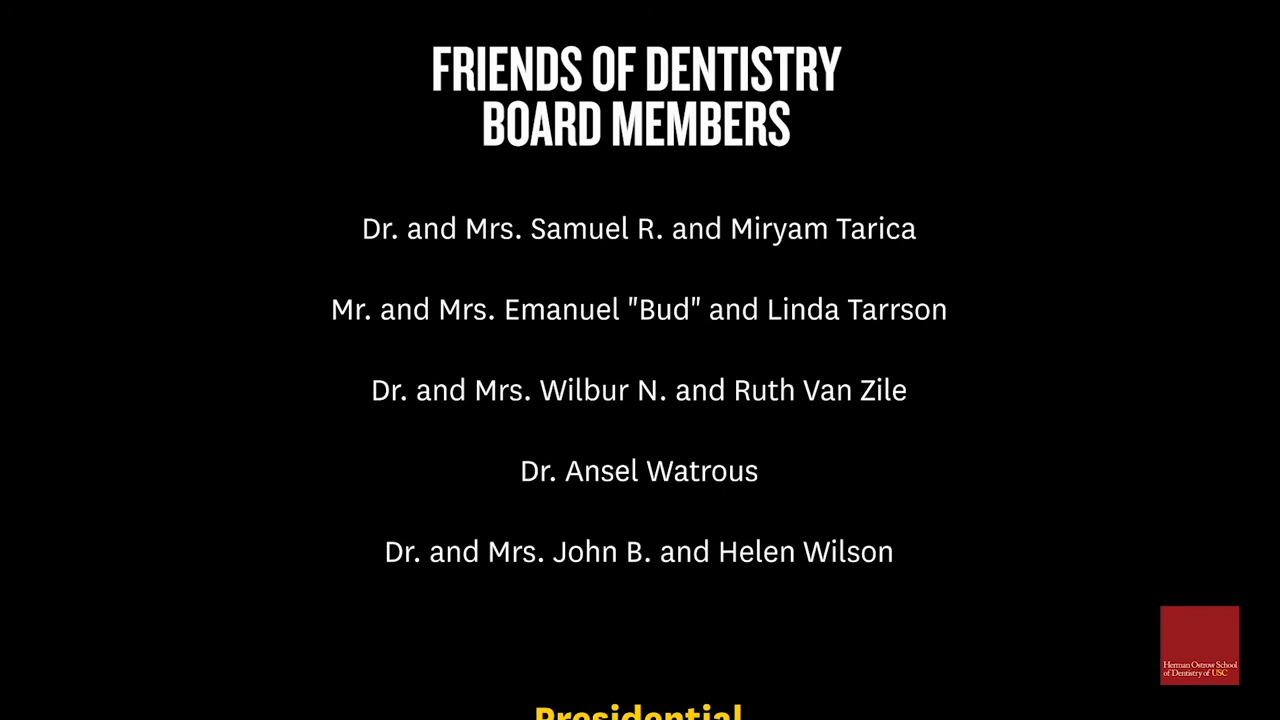 FRIENDS OF DENTISTRY
BOARD MEMBERS
Dr. and Mrs. Samuel R. and Miryam Tarica
Mr. and Mrs. Emanuel "Bud" and Linda Tarrson
Dr. and Mrs. Wilbur N. and Ruth Van Zile
Dr. Ansel Watrous
Dr. and Mrs. John B. and Helen Wilson
Herman Ostrow School
of Dentistry of USC
Presidential